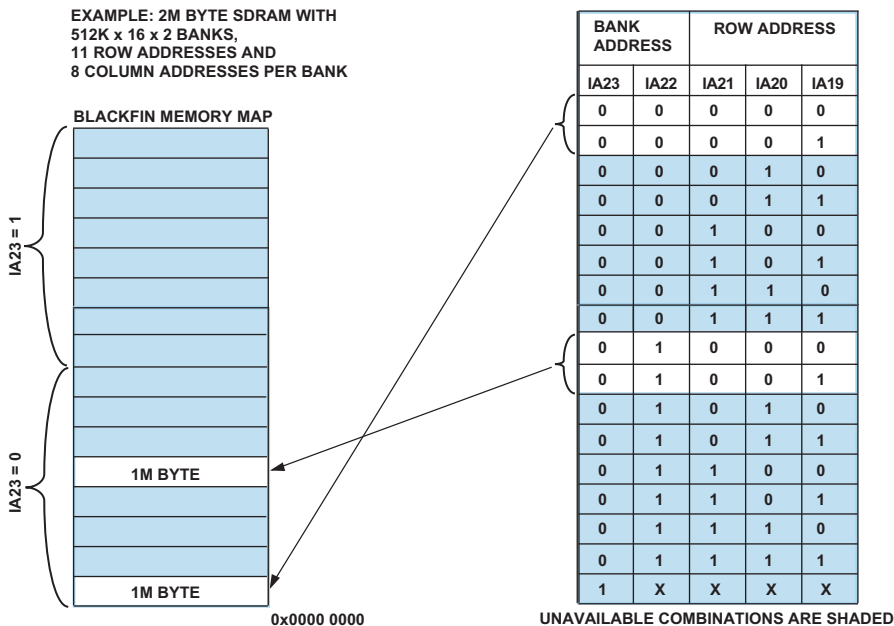 EXAMPLE: 2M BYTE SDRAM WITH
512K x 16 x 2 BANKS,
11 ROW ADDRESSES AND
8 COLUMN ADDRESSES PER BANK
BLACKFIN MEMORY MAP
IA23 = 1
IA23 = 0
1M BYTE
1M BYTE
0x0000 0000
BANK ADDRESS ROW ADDRESS
IA23 IA22 IA21 IA20 IA19
0 0 0 0 0
0 0 0 0 1
0 0 0 1 0
0 0 0 1 1
0 0 1 0 0
0 0 1 0 1
0 0 1 1 0
0 0 1 1 1
0 1 0 0 0
0 1 0 0 1
0 1 0 1 0
0 1 0 1 1
0 1 1 0 0
0 1 1 0 1
0 1 1 1 0
0 1 1 1 1
1 X X X X
UNAVAILABLE COMBINATIONS ARE SHADED